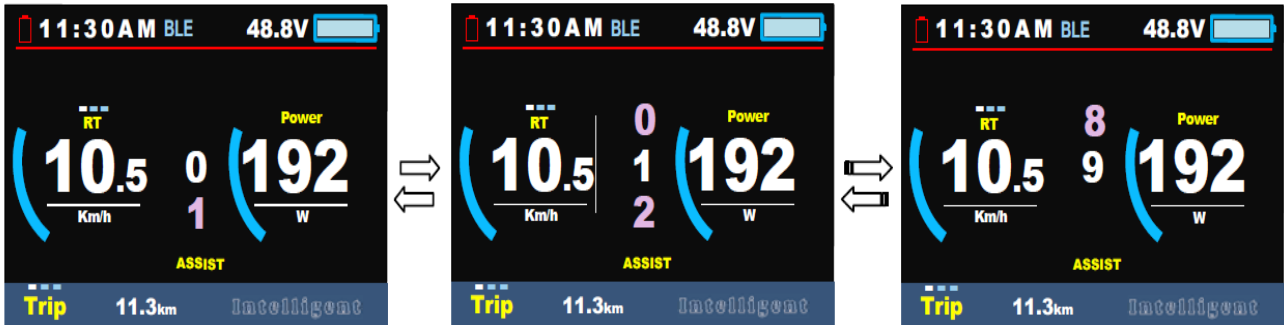 11:30AM BLE 48.8V
RT Power
10.5 0 192
Km/h 1 W
ASSIST
Trip 11.3km Intelligent
11:30AM BLE 48.8V
RT 0 Power
10.5 1 192
Km/h 2 W
ASSIST
Trip 11.3km Intelligent
11:30AM BLE 48.8V
RT 8 Power
10.5 9 192
Km/h W
ASSIST
Trip 11.3km Intelligent